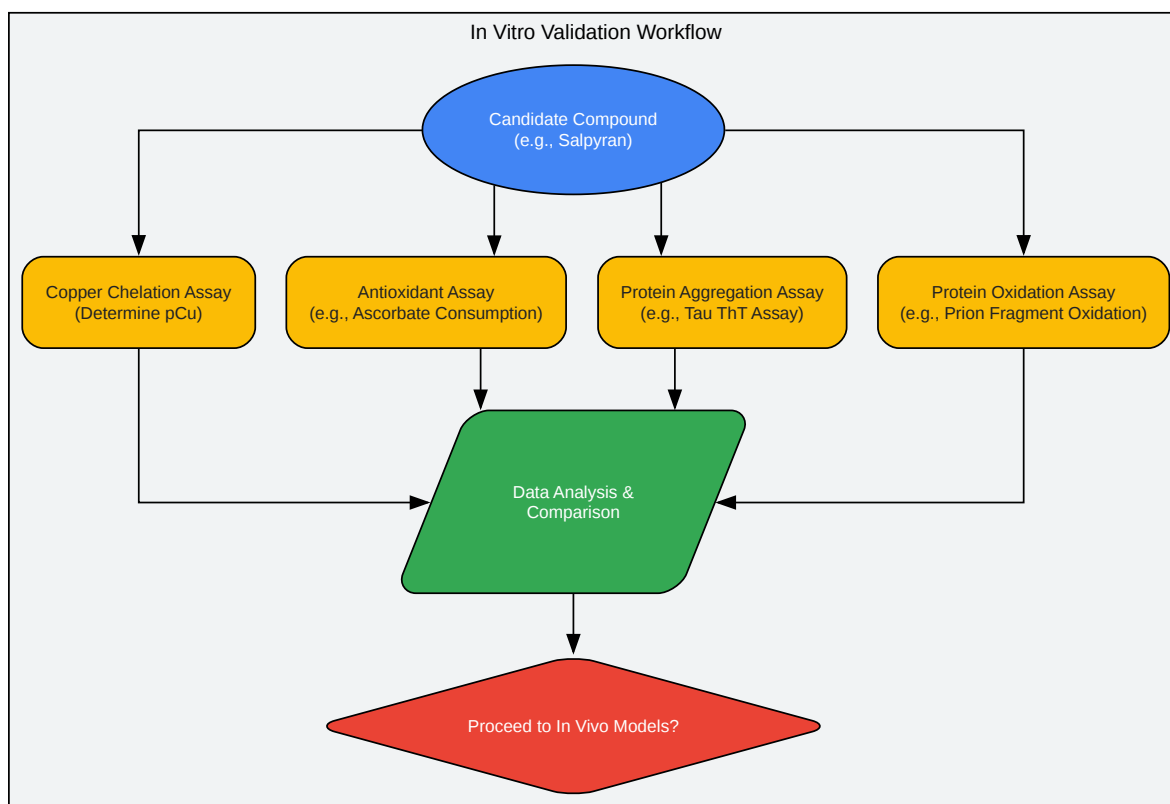 In Vitro Validation Workflow
Candidate Compound
(e.g., Salpyran)
Copper Chelation Assay
(Determine pCu)
Antioxidant Assay
(e.g., Ascorbate Consumption)
Protein Aggregation Assay
(e.g., Tau ThT Assay)
Protein Oxidation Assay
(e.g., Prion Fragment Oxidation)
Data Analysis &
Comparison
Proceed to In Vivo Models?